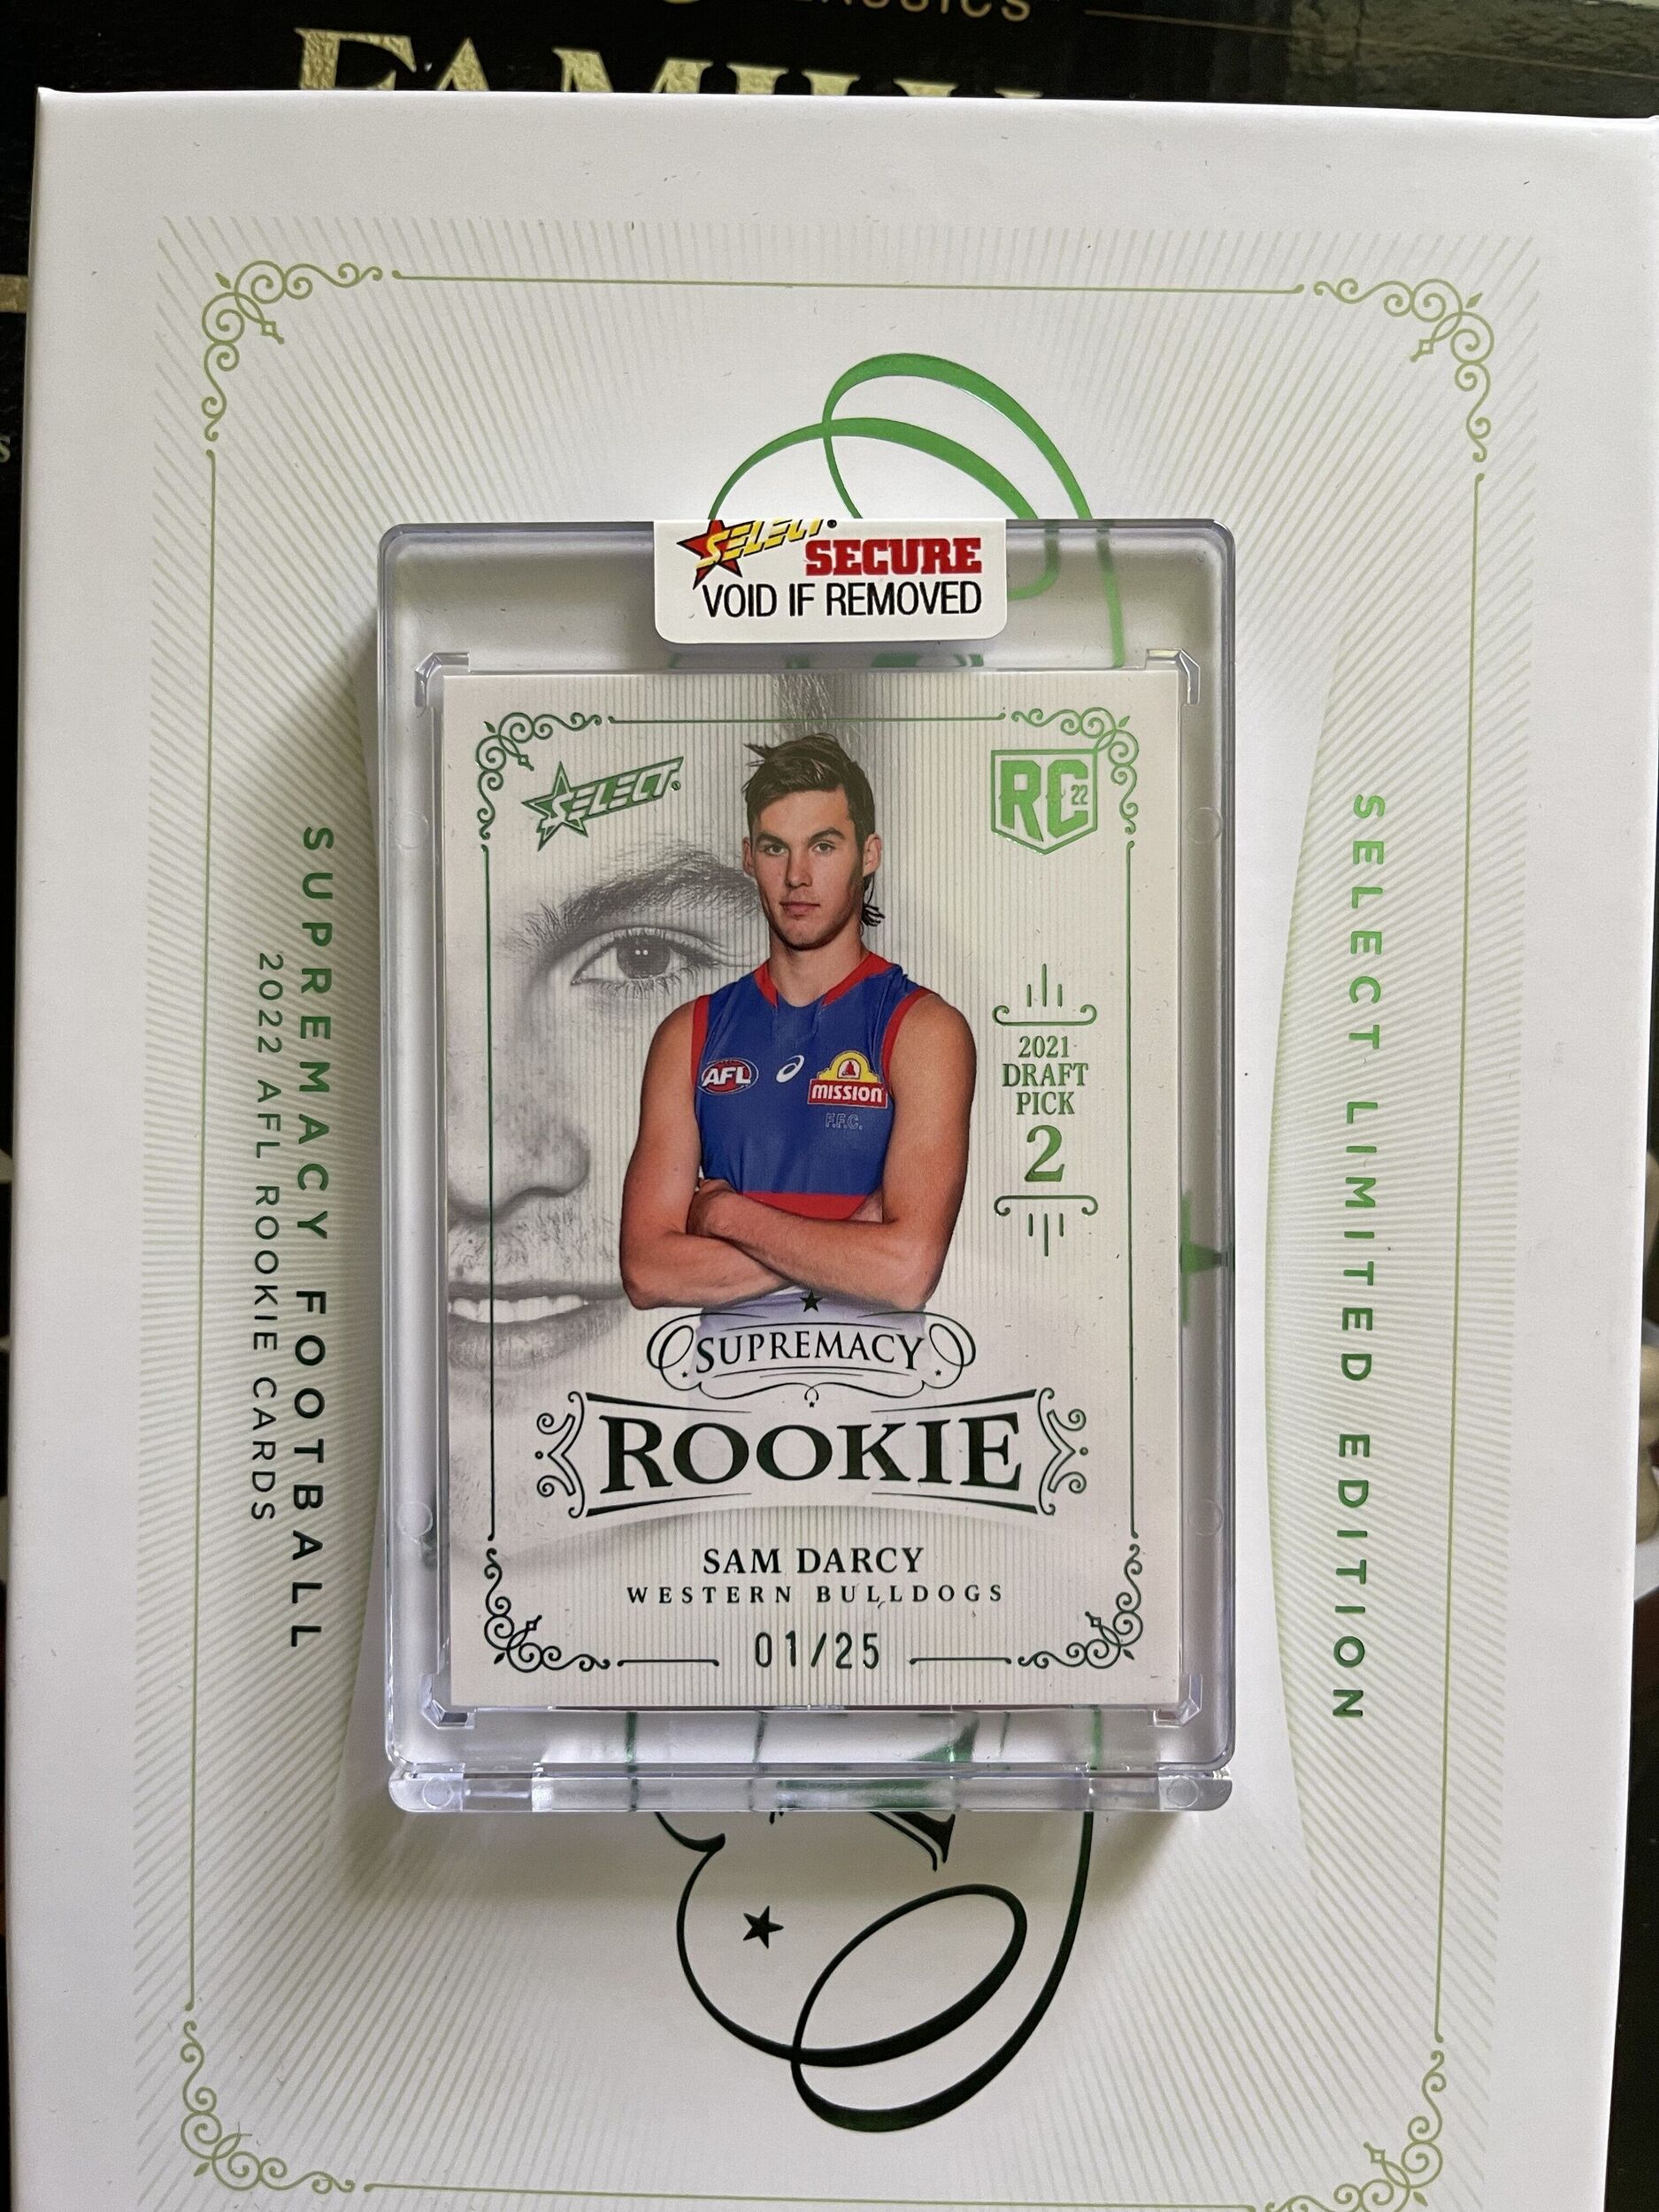 FAMILY
SELECT
SECURE
VOID IF REMOVED
SELECT
RC
22
AFL
MISSION
F.F.C.
2021
DRAFT
PICK
2
SUPREMACY
ROOKIE
SAM DARCY
WESTERN BULLDOGS
01/25
SUPREMACY FOOTBALL
2022 AFL ROOKIE CARDS
SELECT LIMITED EDITION